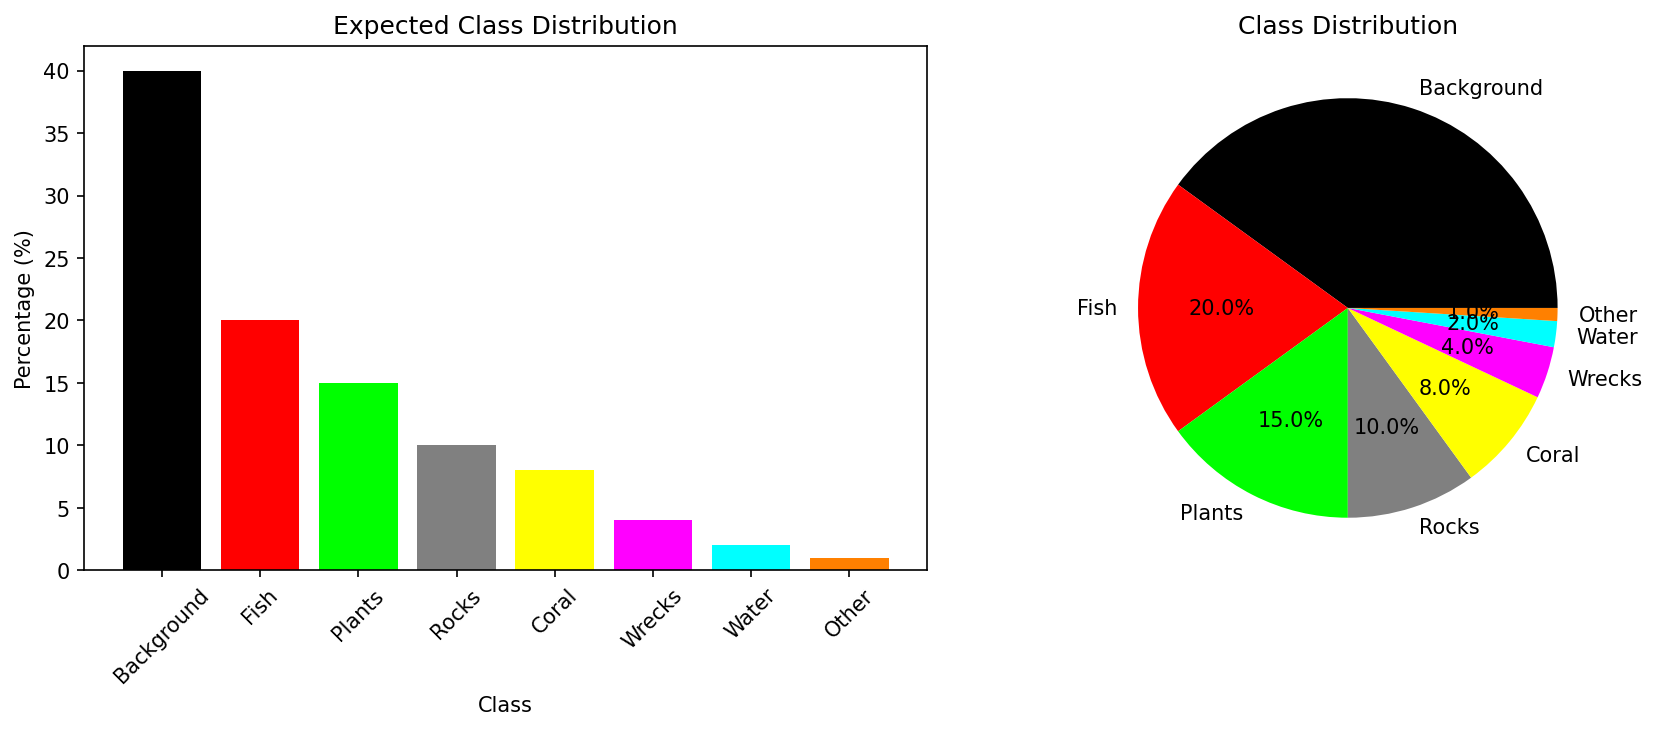 Expected Class Distribution
Percentage (%)
40
35
30
25
20
15
10
5
0
Background
Fish
Plants
Rocks
Coral
Wrecks
Water
Other
Class
Class Distribution
Background
Fish
20.0%
Plants
15.0%
Rocks
10.0%
Coral
8.0%
Wrecks
4.0%
Water
2.0%
Other
1.0%